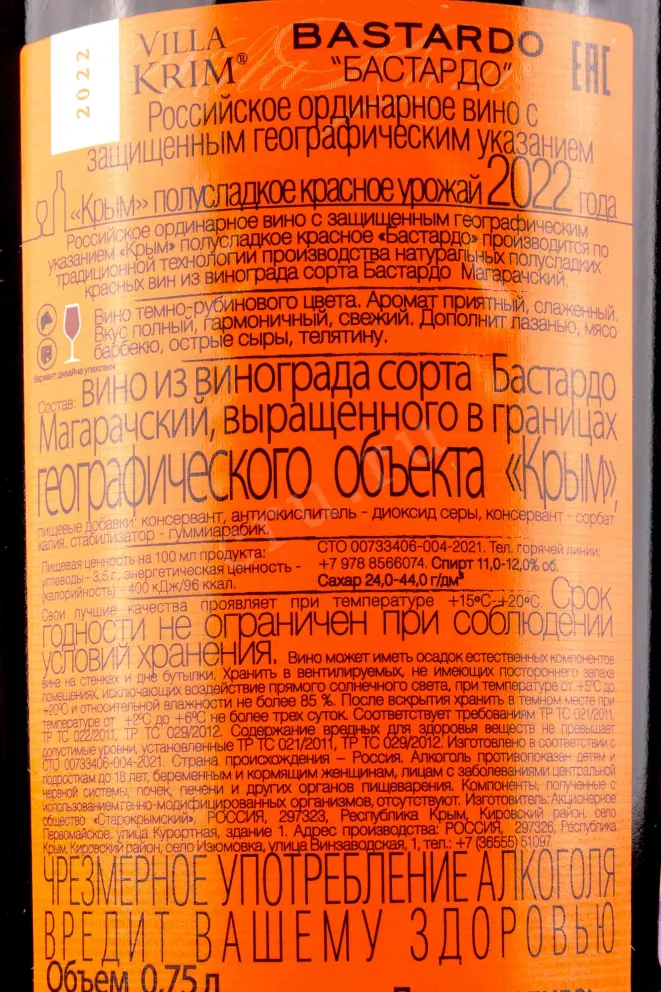 2022
VILLA
KRIM®
BASTARDO
"БАСТАРДО"
EAC
Российское ординарное вино с
защищенным географическим указанием
«Крым» полусладкое красное урожай 2022 года
Российское ординарное вино с защищенным географическим
указанием «Крым» полусладкое красное «Бастардо» производится по
традиционной технологии производства натуральных полусладких
красных вин из винограда сорта Бастардо Магарачский.
Вино темно-рубинового цвета. Аромат приятный, слаженный.
Вкус полный, гармоничный, свежий. Дополнит лазанью, мясо
барбекю, острые сыры, телятину.
Вариант дизайна упаковки
Состав: вино из винограда сорта Бастардо
Магарачский, выращенного в границах
географического объекта «Крым»,
пищевые добавки: консервант, антиокислитель - диоксид серы, консервант - сорбат
калия, стабилизатор - гуммиарабик.
Пищевая ценность на 100 мл продукта:
углеводы - 3,5 г; энергетическая ценность -
(калорийность) - 400 кДж/96 ккал.
СТО 00733406-004-2021. Тел. горячей линии:
+7 978 8566074. Спирт 11,0-12,0% об.
Сахар 24,0-44,0 г/дм³
Свои лучшие качества проявляет при температуре +15°С-+20°С. Срок
годности не ограничен при соблюдении
условий хранения. Вино может иметь осадок естественных компонентов
вина на стенках и дне бутылки. Хранить в вентилируемых, не имеющих постороннего запаха
помещениях, исключающих воздействие прямого солнечного света, при температуре от +5°С до
+20°С и относительной влажности не более 85 %. После вскрытия хранить в темном месте при
температуре от +2°С до +6°С не более трех суток. Соответствует требованиям ТР ТС 021/2011,
ТР ТС 022/2011, ТР ТС 029/2012. Содержание вредных для здоровья веществ не превышает
допустимые уровни, установленные ТР ТС 021/2011, ТР ТС 029/2012. Изготовлено в соответствии с
СТО 00733406-004-2021. Страна происхождения – Россия. Алкоголь противопоказан детям и
подросткам до 18 лет, беременным и кормящим женщинам, лицам с заболеваниями центральной
нервной системы, почек, печени и других органов пищеварения. Компоненты, полученные с
использованием генно-модифицированных организмов, отсутствуют. Изготовитель: Акционерное
общество «Старокрымский». РОССИЯ, 297323, Республика Крым, Кировский район, село
Первомайское, улица Курортная, здание 1. Адрес производства: РОССИЯ, 297326, Республика
Крым, Кировский район, село Изюмовка, улица Винзаводская, 1, тел.: +7 (36555) 51097.
ЧРЕЗМЕРНОЕ УПОТРЕБЛЕНИЕ АЛКОГОЛЯ
ВРЕДИТ ВАШЕМУ ЗДОРОВЬЮ
Объем 0,75 л